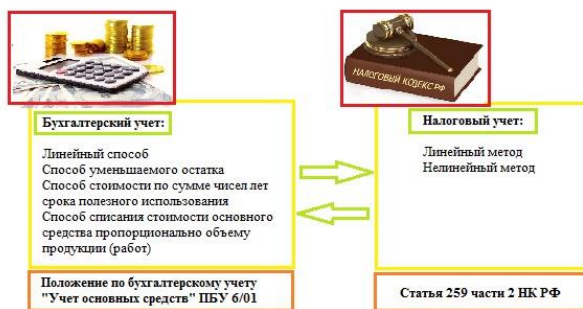 НАЛОГОВЫЙ КОДЕКС РФ
Бухгалтерский учет:
Линейный способ
Способ уменьшаемого остатка
Способ стоимости по сумме чисел лет
срока полезного использования
Способ списания стоимости основного
средства пропорционально объему
продукции (работ)
Положение по бухгалтерскому учету
"Учет основных средств" ПБУ 6/01
Налоговый учет:
Линейный метод
Нелинейный метод
Статья 259 части 2 НК РФ